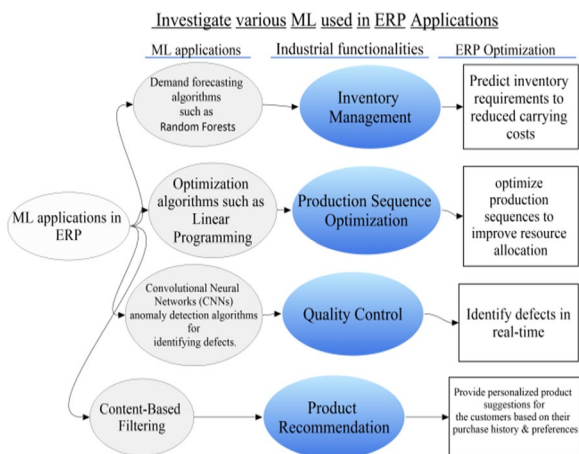 Investigate various ML used in ERP Applications
ML applications
Industrial functionalities
ERP Optimization
Demand forecasting
algorithms
such as
Random Forests
Inventory
Management
Predict inventory
requirements to
reduced carrying
costs
ML applications in
ERP
Optimization
algorithms such as
Linear
Programming
Production Sequence
Optimization
optimize
production
sequences to
improve resource
allocation
Convolutional Neural
Networks (CNNs)
anomaly detection algorithms
for
identifying defects.
Quality Control
Identify defects in
real-time
Content-Based
Filtering
Product
Recommendation
Provide personalized product
suggestions for
the customers based on their
purchase history & preferences